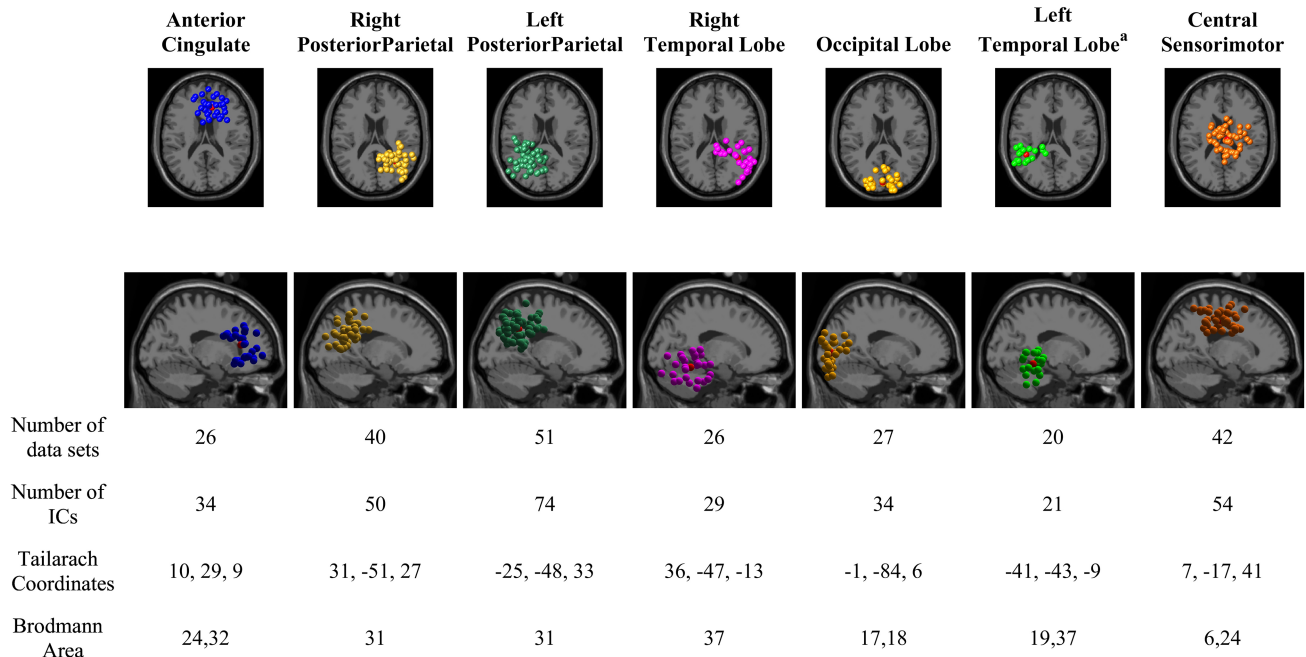 Anterior Cingulate
Right PosteriorParietal
Left PosteriorParietal
Right Temporal Lobe
Occipital Lobe
Left Temporal Lobeᵃ
Central Sensorimotor
Number of data sets 26 40 51 26 27 20 42
Number of ICs 34 50 74 29 34 21 54
Tailarach Coordinates 10, 29, 9 31, -51, 27 -25, -48, 33 36, -47, -13 -1, -84, 6 -41, -43, -9 7, -17, 41
Brodmann Area 24,32 31 31 37 17,18 19,37 6,24